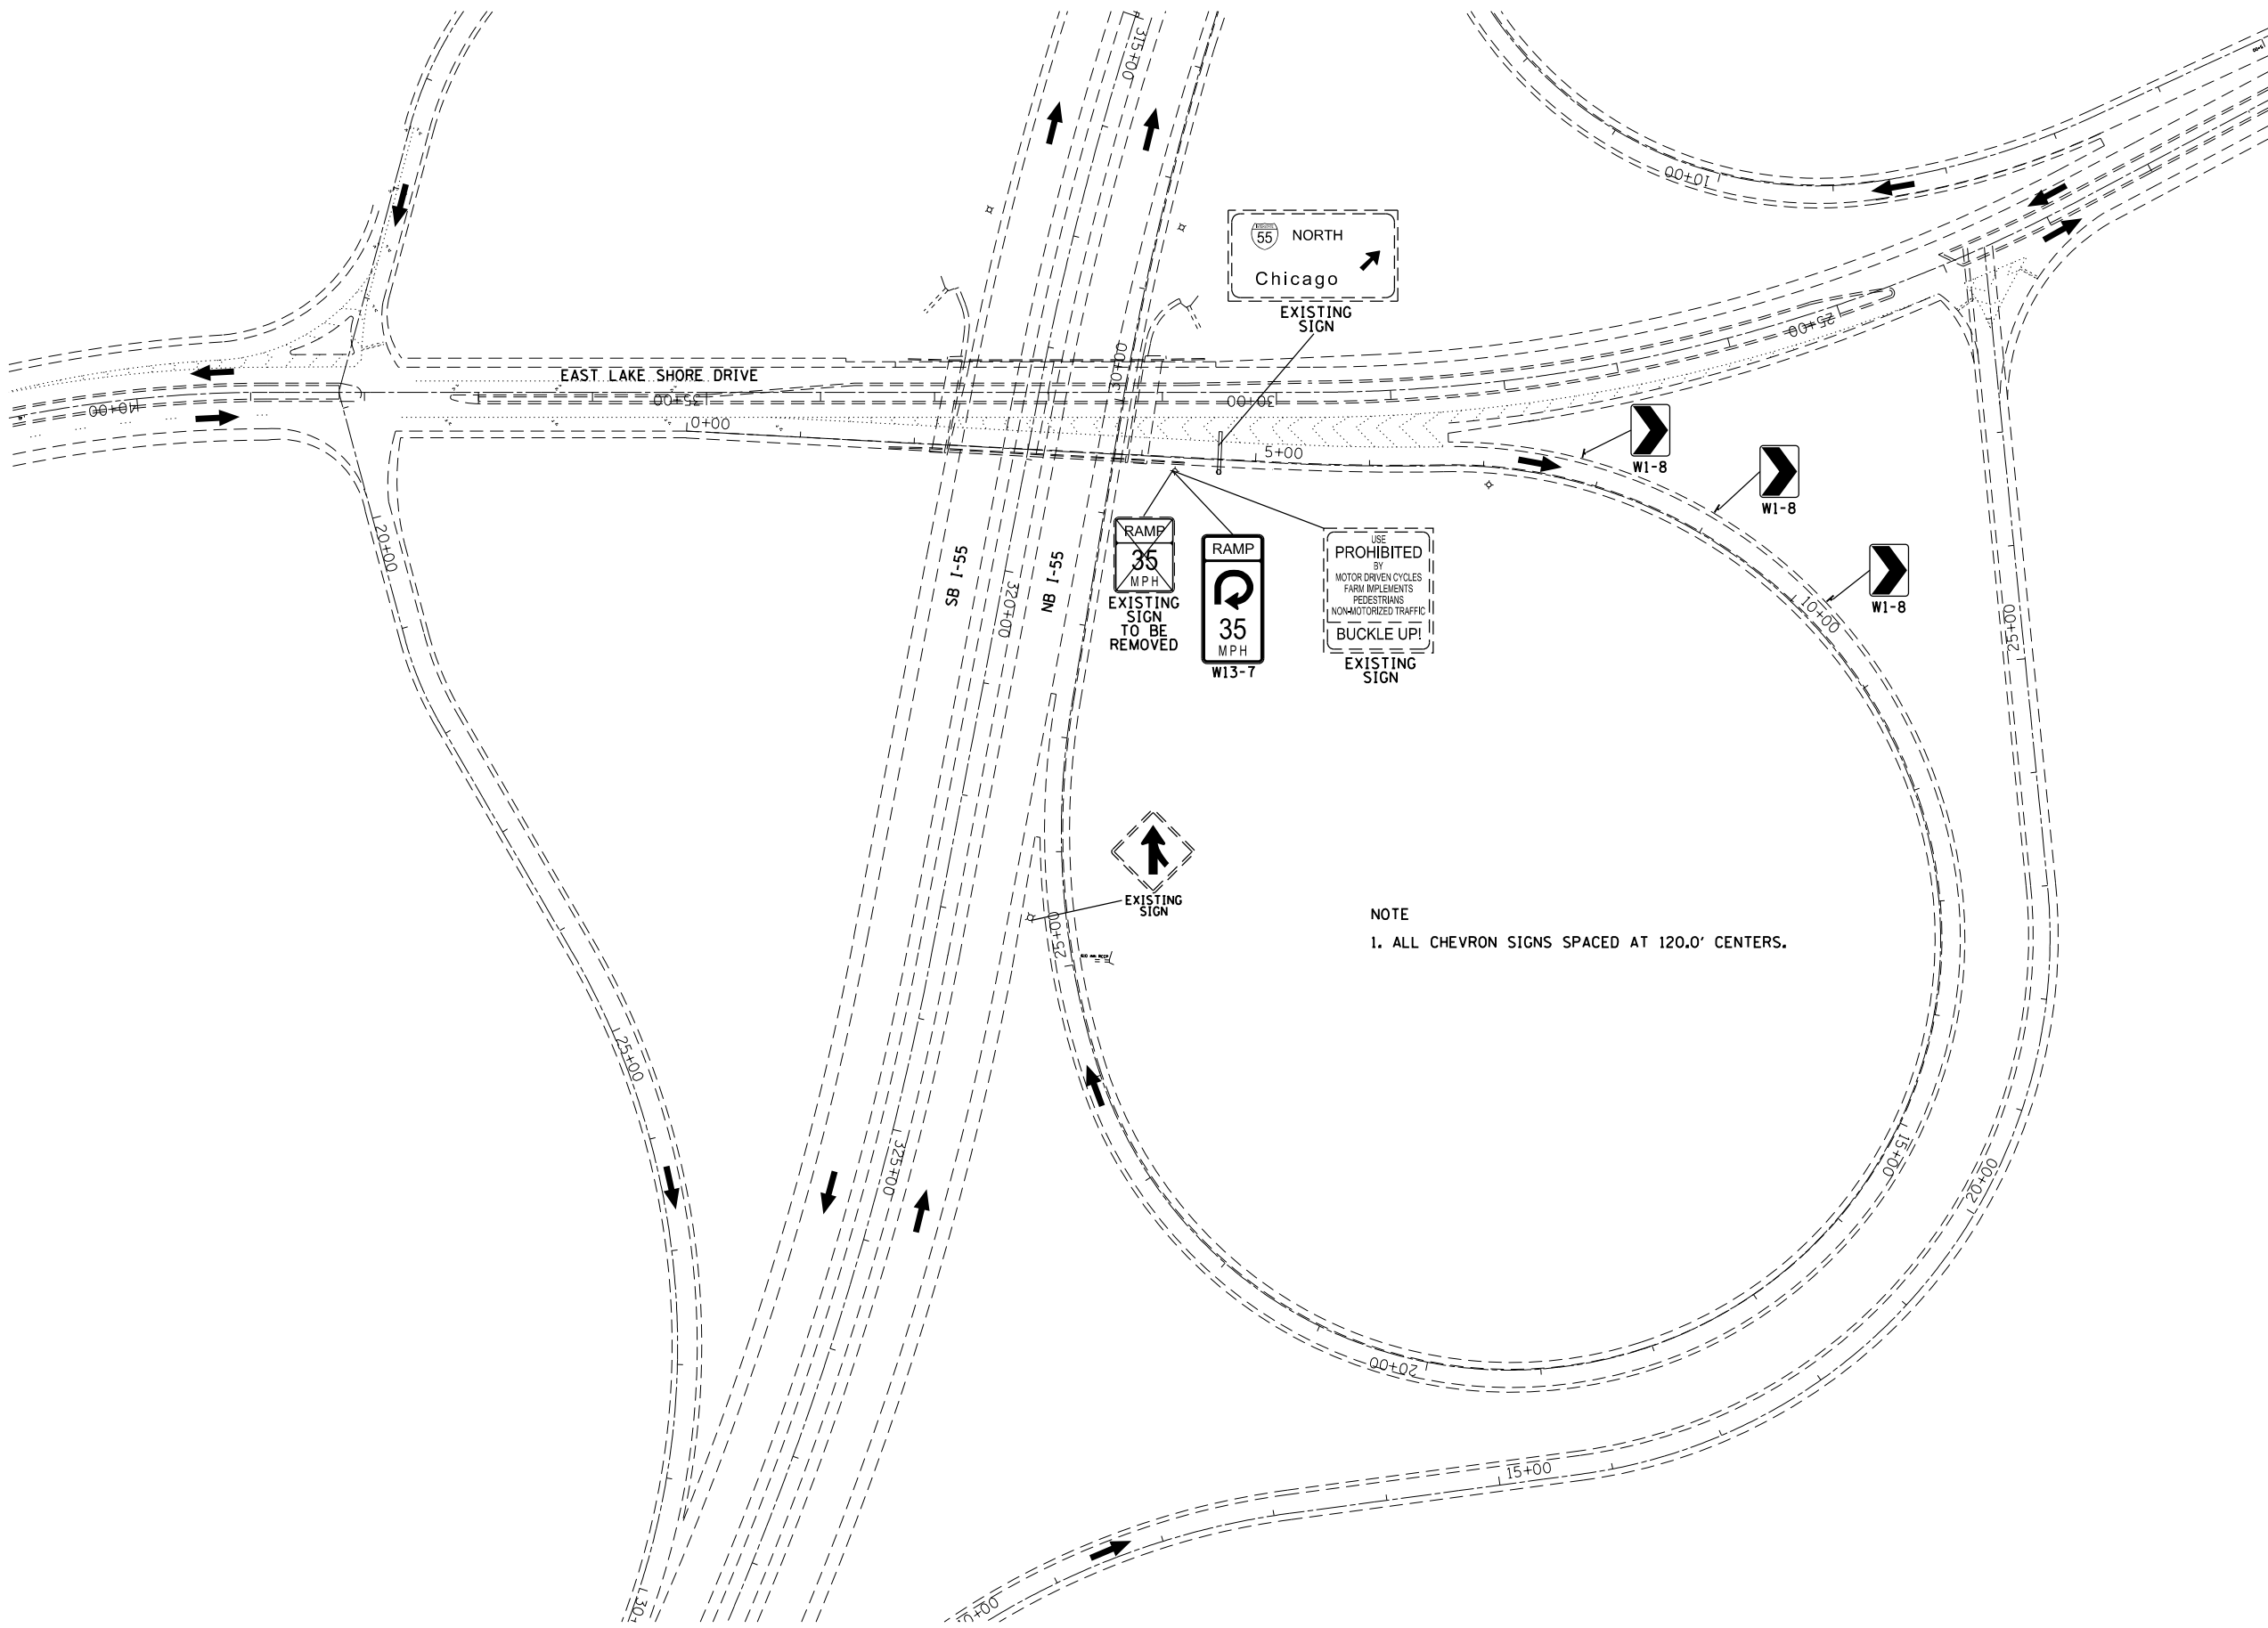 315+00
10+00
55
NORTH
Chicago
EXISTING
SIGN
25+00
30+00
EAST LAKE SHORE DRIVE
35+00
30+00
40+00
0+00
5+00
W1-8
W1-8
W1-8
20+00
SB I-55
320+00
NB I-55
RAMP
35
MPH
EXISTING
SIGN
TO BE
REMOVED
RAMP
35
MPH
W13-7
USE
PROHIBITED
BY
MOTOR DRIVEN CYCLES
FARM IMPLEMENTS
PEDESTRIANS
NON-MOTORIZED TRAFFIC
BUCKLE UP!
EXISTING
SIGN
10+00
25+00
EXISTING
SIGN
25+00
NOTE
1. ALL CHEVRON SIGNS SPACED AT 120.0' CENTERS.
25+00
325+00
15+00
20+00
20+00
15+00
10+00